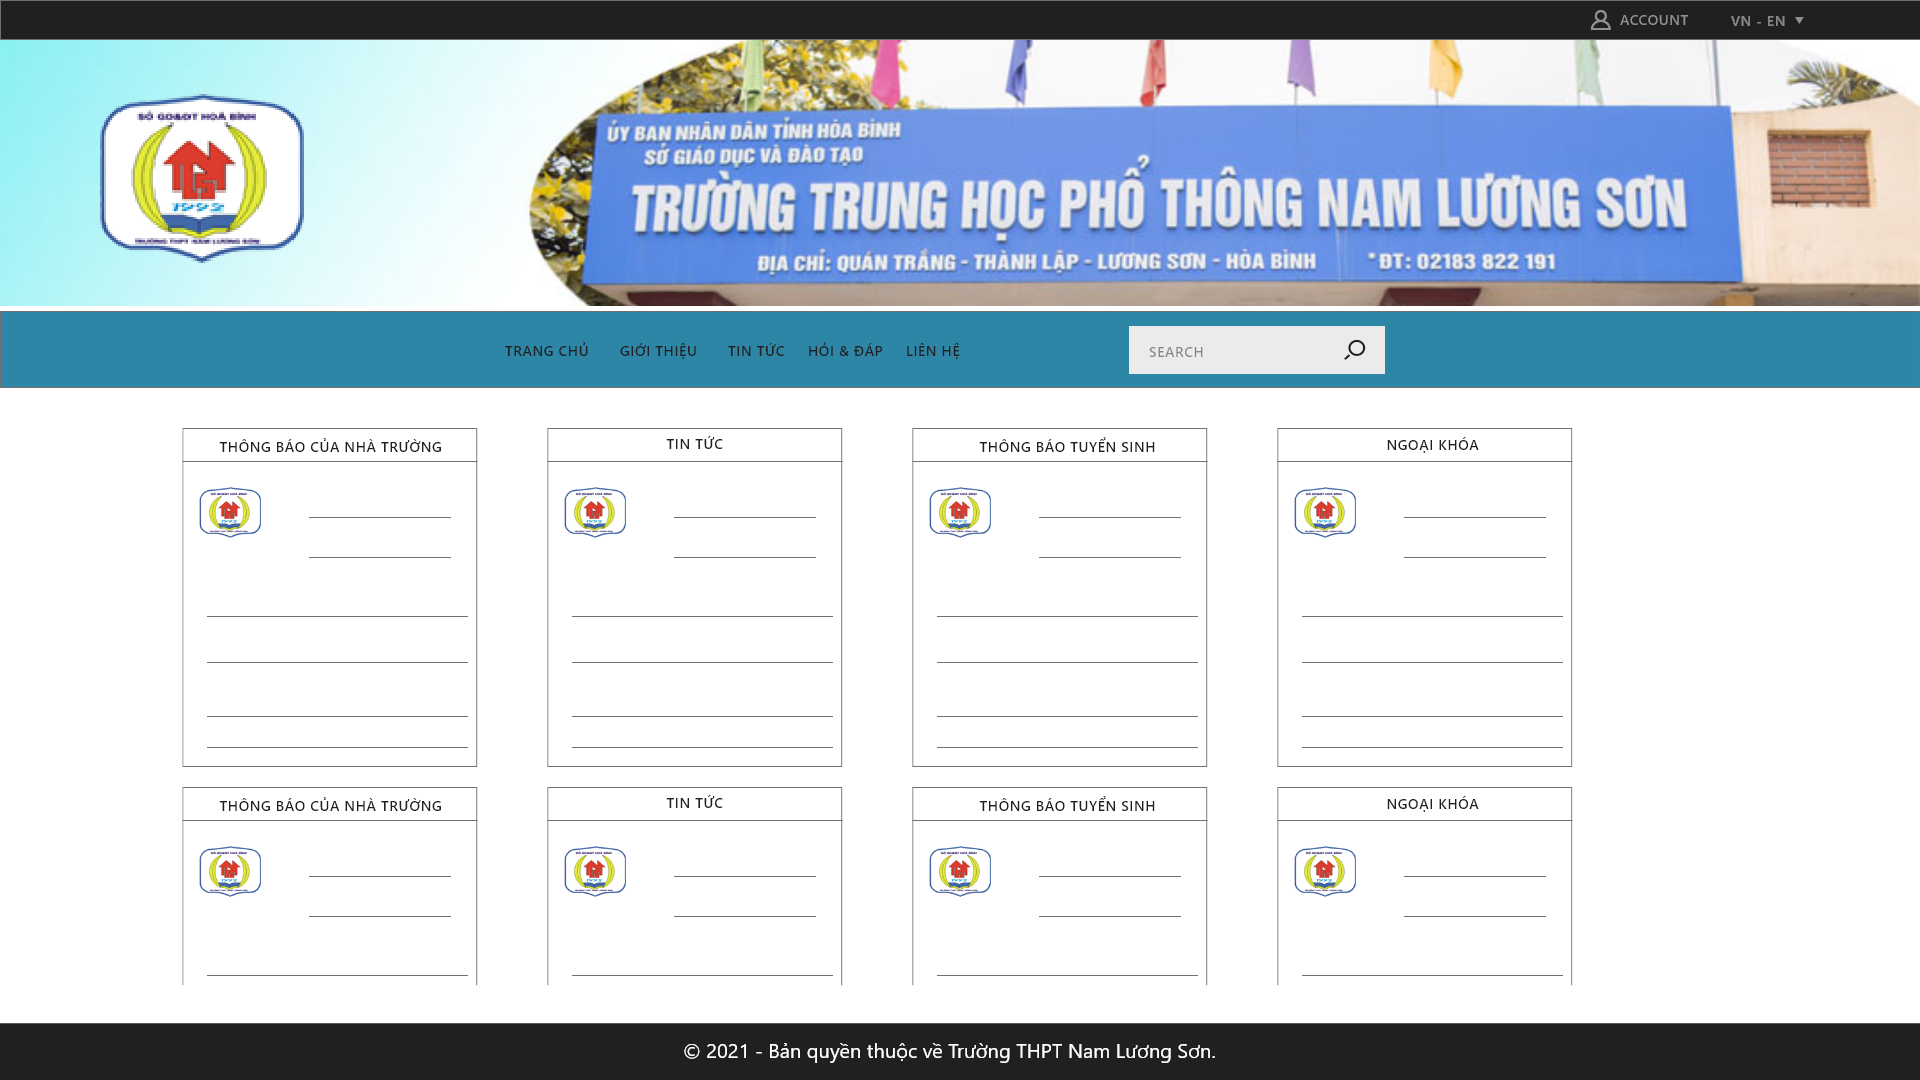 ACCOUNT
VN - EN
SỞ GD&ĐT HOÀ BÌNH
1992
TRƯỜNG THPT NAM LƯƠNG SƠN
ỦY BAN NHÂN DÂN TỈNH HÒA BÌNH
SỞ GIÁO DỤC VÀ ĐÀO TẠO
TRƯỜNG TRUNG HỌC PHỔ THÔNG NAM LƯƠNG SƠN
ĐỊA CHỈ: QUÁN TRẮNG - THÀNH LẬP - LƯƠNG SƠN - HÒA BÌNH *ĐT: 02183 822 191
TRANG CHỦ GIỚI THIỆU TIN TỨC HỎI & ĐÁP LIÊN HỆ
SEARCH
THÔNG BÁO CỦA NHÀ TRƯỜNG
TIN TỨC
THÔNG BÁO TUYỂN SINH
NGOẠI KHÓA
THÔNG BÁO CỦA NHÀ TRƯỜNG
TIN TỨC
THÔNG BÁO TUYỂN SINH
NGOẠI KHÓA
© 2021 - Bản quyền thuộc về Trường THPT Nam Lương Sơn.